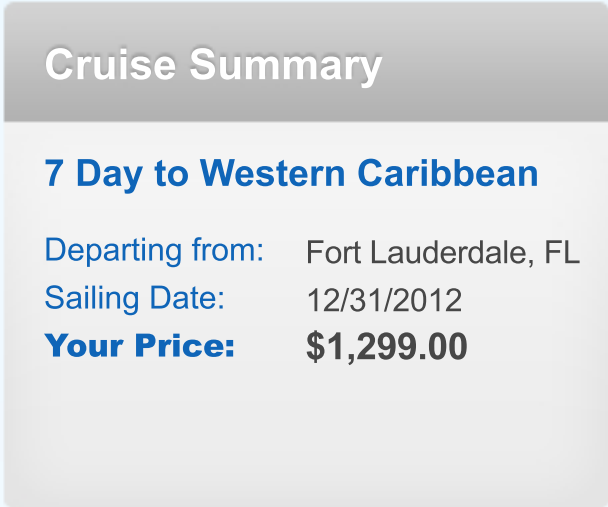 Cruise Summary
7 Day to Western Caribbean
Departing from: Fort Lauderdale, FL
Sailing Date: 12/31/2012
Your Price: $1,299.00